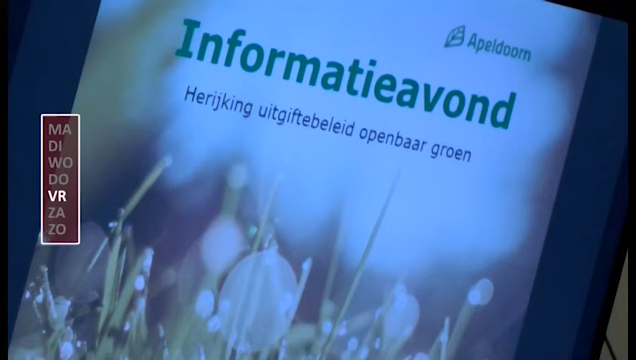 Apeldoorn
Informatieavond
Herijking uitgiftebeleid openbaar groen
MA
DI
WO
DO
VR
ZA
ZO